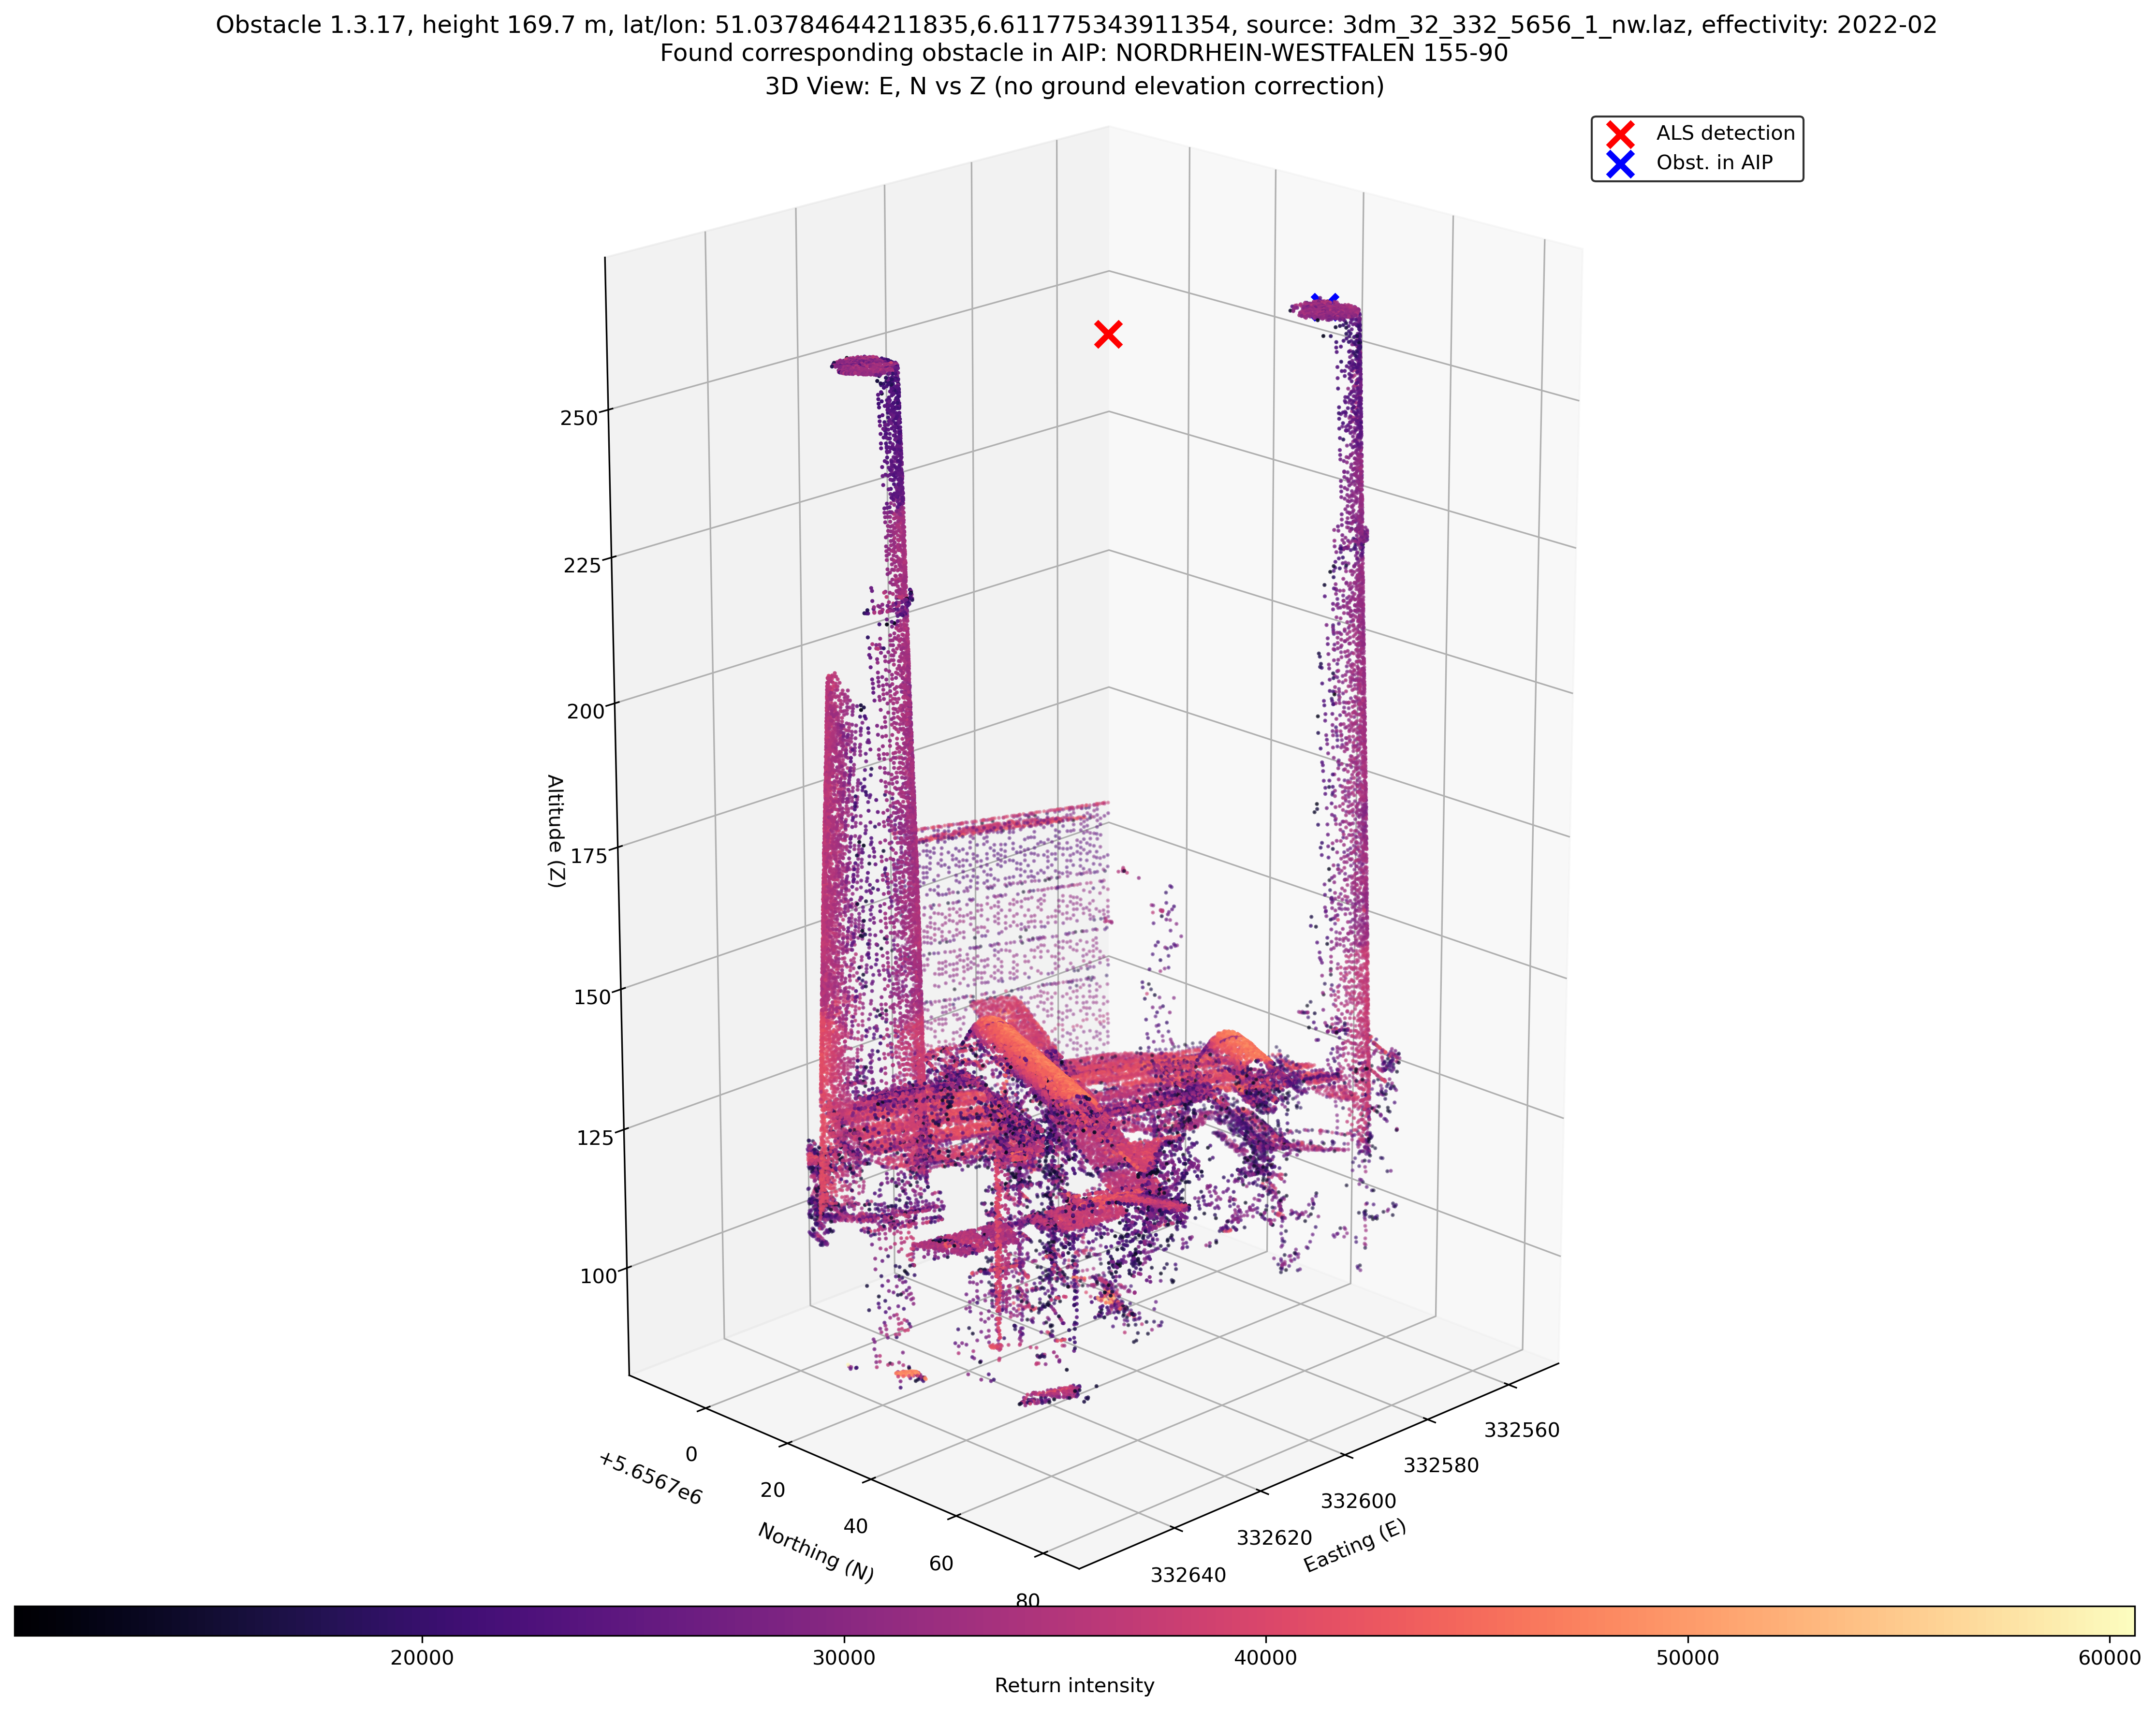 Obstacle 1.3.17, height 169.7 m, lat/lon: 51.03784644211835,6.611775343911354, source: 3dm_32_332_5656_1_nw.laz, effectivity: 2022-02
Found corresponding obstacle in AIP: NORDRHEIN-WESTFALEN 155-90
3D View: E, N vs Z (no ground elevation correction)
ALS detection
Obst. in AIP
250
225
200
175
150
125
100
Altitude (Z)
0
20
40
60
80
+5.6567e6
Northing (N)
332560
332580
332600
332620
332640
Easting (E)
20000
30000
40000
50000
60000
Return intensity